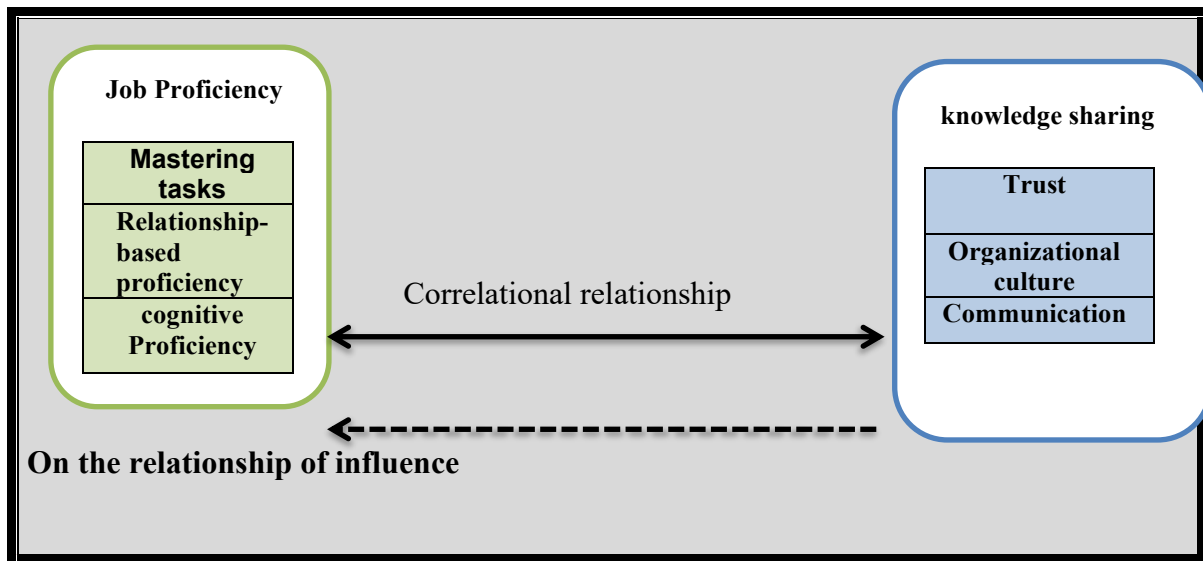 Job Proficiency
Mastering
tasks
Relationship-
based
proficiency
cognitive
Proficiency
Correlational relationship
knowledge sharing
Trust
Organizational
culture
Communication
On the relationship of influence